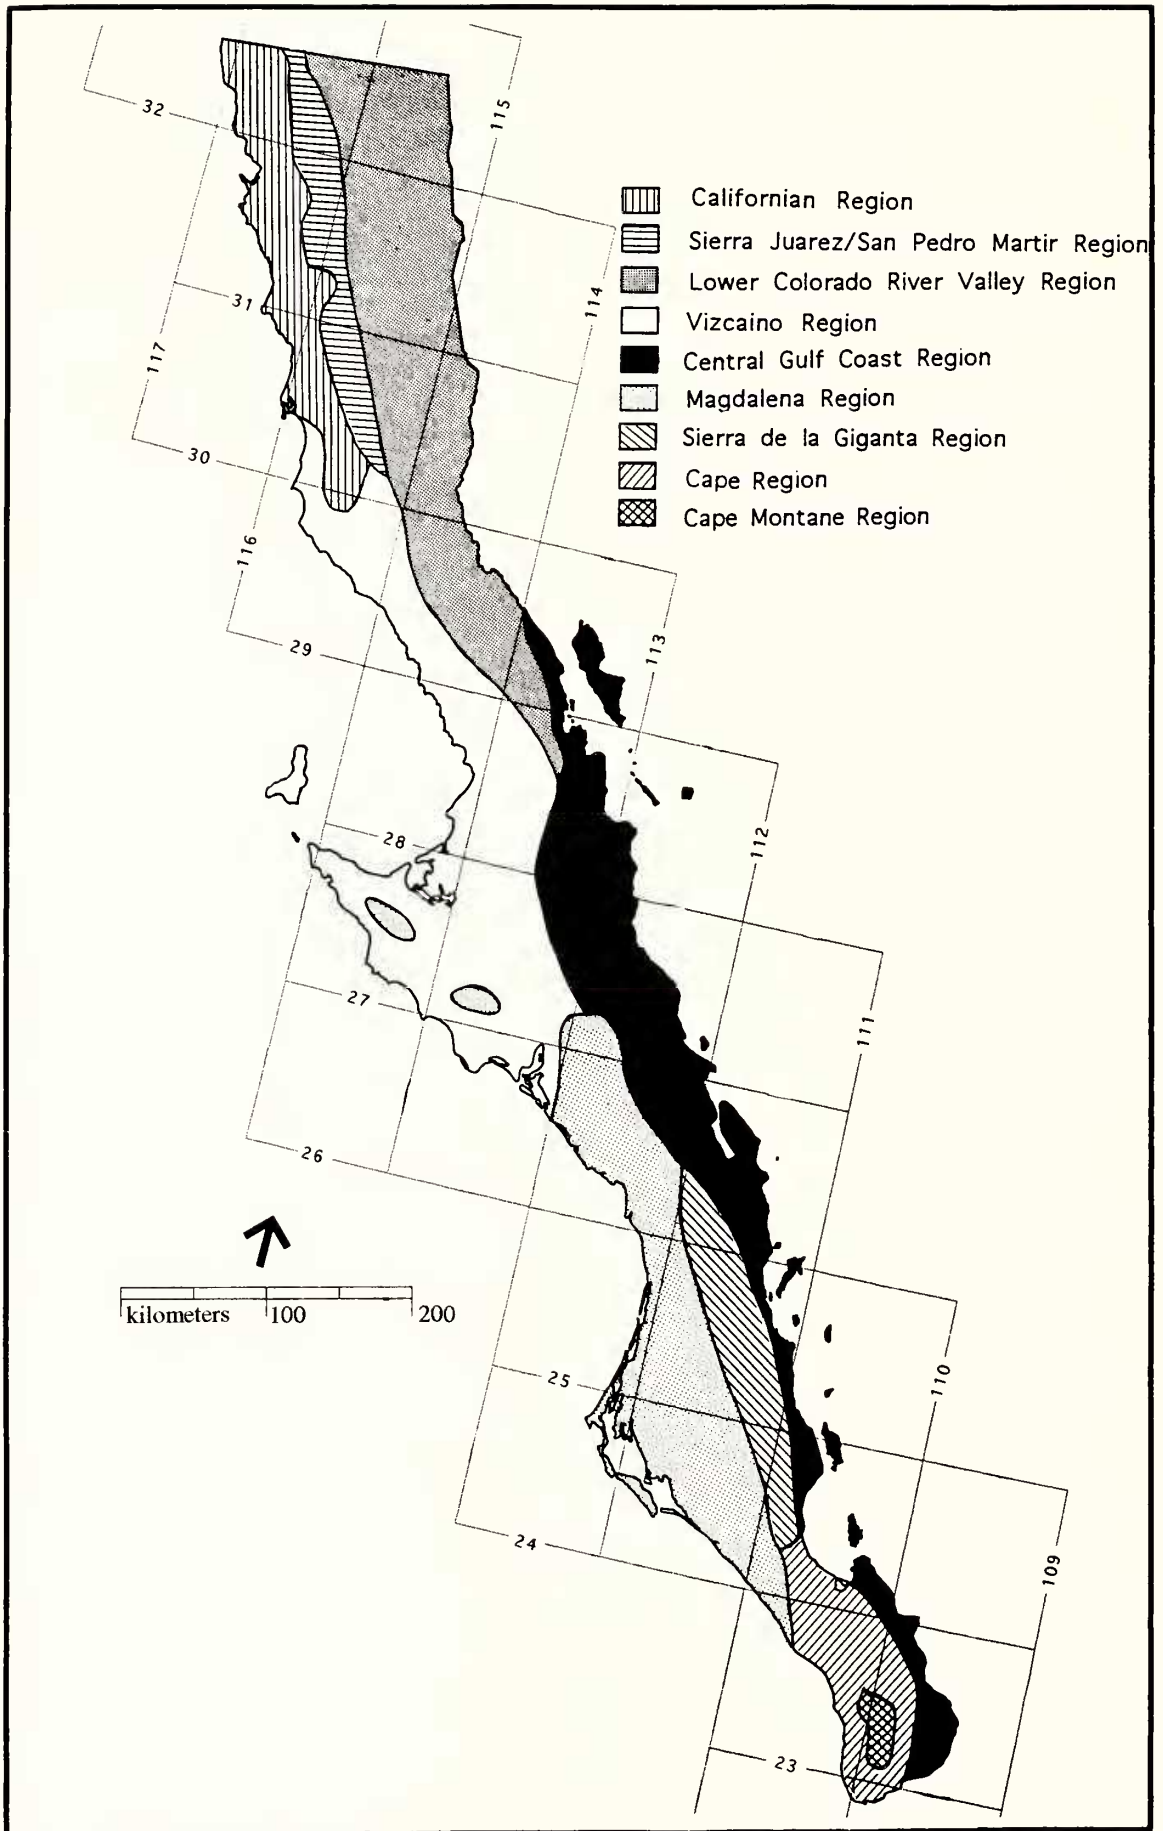 32
115
Californian Region
Sierra Juarez/San Pedro Martir Region
Lower Colorado River Valley Region
Vizcaino Region
Central Gulf Coast Region
Magdalena Region
Sierra de la Giganta Region
Cape Region
Cape Montane Region
31
114
117
30
116
29
113
28
112
27
111
26
kilometers 100 200
25
110
24
109
23